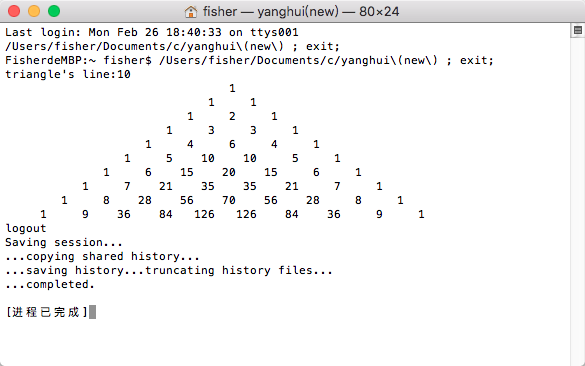 fisher — yanghui(new) — 80×24
Last login: Mon Feb 26 18:40:33 on ttys001
/Users/fisher/Documents/c/yanghui\(new\) ; exit;
FisherdeMBP:~ fisher$ /Users/fisher/Documents/c/yanghui\(new\) ; exit;
triangle's line:10
1
1 1
1 2 1
1 3 3 1
1 4 6 4 1
1 5 10 10 5 1
1 6 15 20 15 6 1
1 7 21 35 35 21 7 1
1 8 28 56 70 56 28 8 1
1 9 36 84 126 126 84 36 9 1
logout
Saving session...
...copying shared history...
...saving history...truncating history files...
...completed.
[进程已完成]